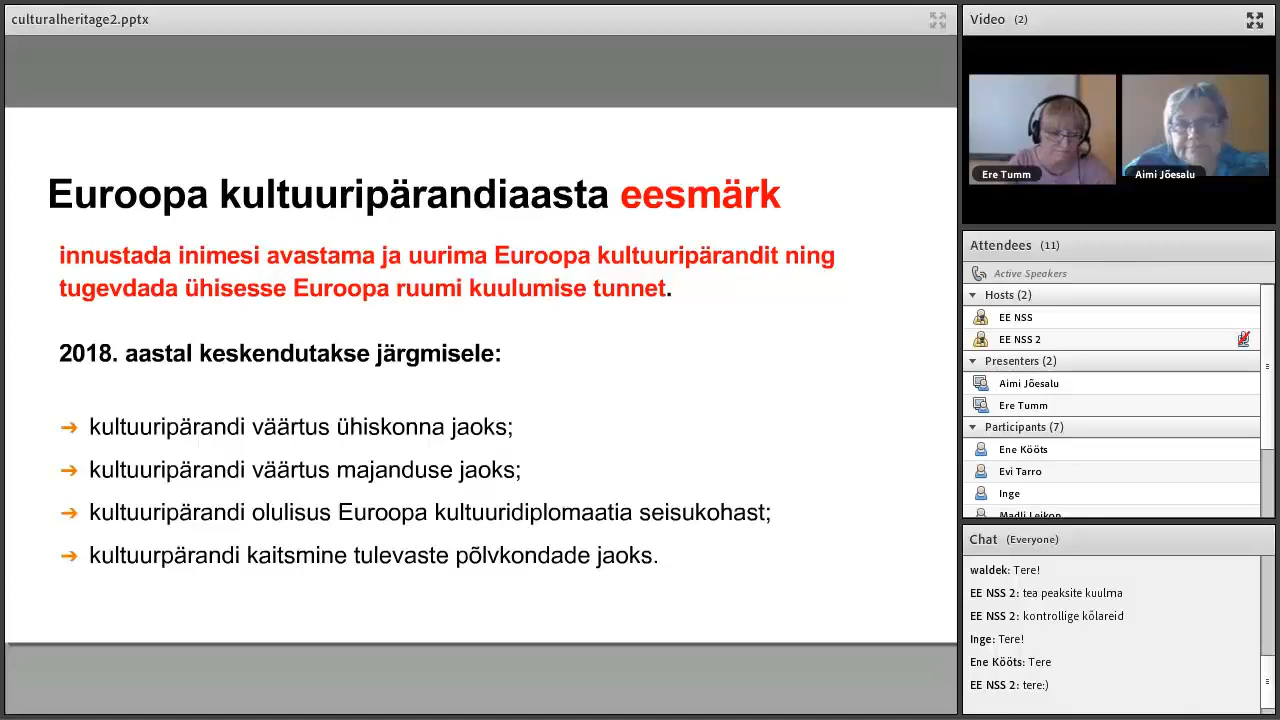 culturalheritage2.pptx
Euroopa kultuuripärandiaasta eesmärk
innustada inimesi avastama ja uurima Euroopa kultuuripärandit ning
tugevdada ühisesse Euroopa ruumi kuulumise tunnet.
2018. aastal keskendutakse järgmisele:
➔ kultuuripärandi väärtus ühiskonna jaoks;
➔ kultuuripärandi väärtus majanduse jaoks;
➔ kultuuripärandi olulisus Euroopa kultuuridiplomaatia seisukohast;
➔ kultuurpärandi kaitsmine tulevaste põlvkondade jaoks.
Video (2)
Ere Tumm
Aimi Jõesalu
Attendees (11)
Active Speakers
Hosts (2)
EE NSS
EE NSS 2
Presenters (2)
Aimi Jõesalu
Ere Tumm
Participants (7)
Ene Kööts
Evi Tarro
Inge
Madli Leikop
Chat (Everyone)
waldek: Tere!
EE NSS 2: tea peaksite kuulma
EE NSS 2: kontrollige kõlareid
Inge: Tere!
Ene Kööts: Tere
EE NSS 2: tere:)